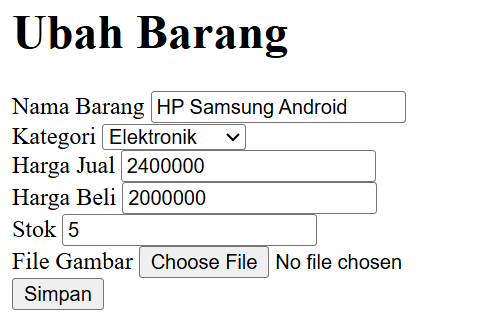 Ubah Barang
Nama Barang HP Samsung Android
Kategori Elektronik
Harga Jual 2400000
Harga Beli 2000000
Stok 5
File Gambar Choose File No file chosen
Simpan